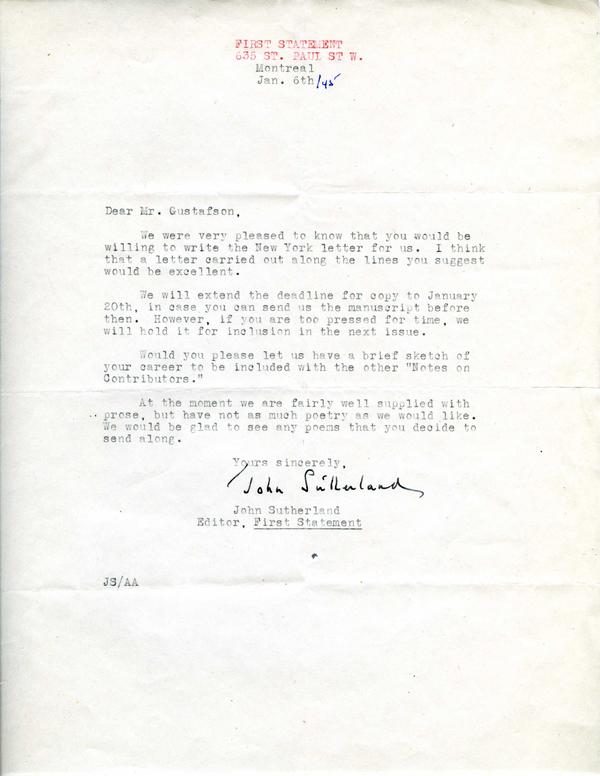 FIRST STATEMENT
635 ST. PAUL ST W.
Montreal
Jan. 6th/45
Dear Mr. Gustafson,
We were very pleased to know that you would be
willing to write the New York letter for us. I think
that a letter carried out along the lines you suggest
would be excellent.
We will extend the deadline for copy to January
20th, in case you can send us the manuscript before
then. However, if you are too pressed for time, we
will hold it for inclusion in the next issue.
Would you please let us have a brief sketch of
your career to be included with the other "Notes on
Contributors."
At the moment we are fairly well supplied with
prose, but have not as much poetry as we would like.
We would be glad to see any poems that you decide to
send along.
Yours sincerely,
John Sutherland
John Sutherland
Editor, First Statement
JS/AA